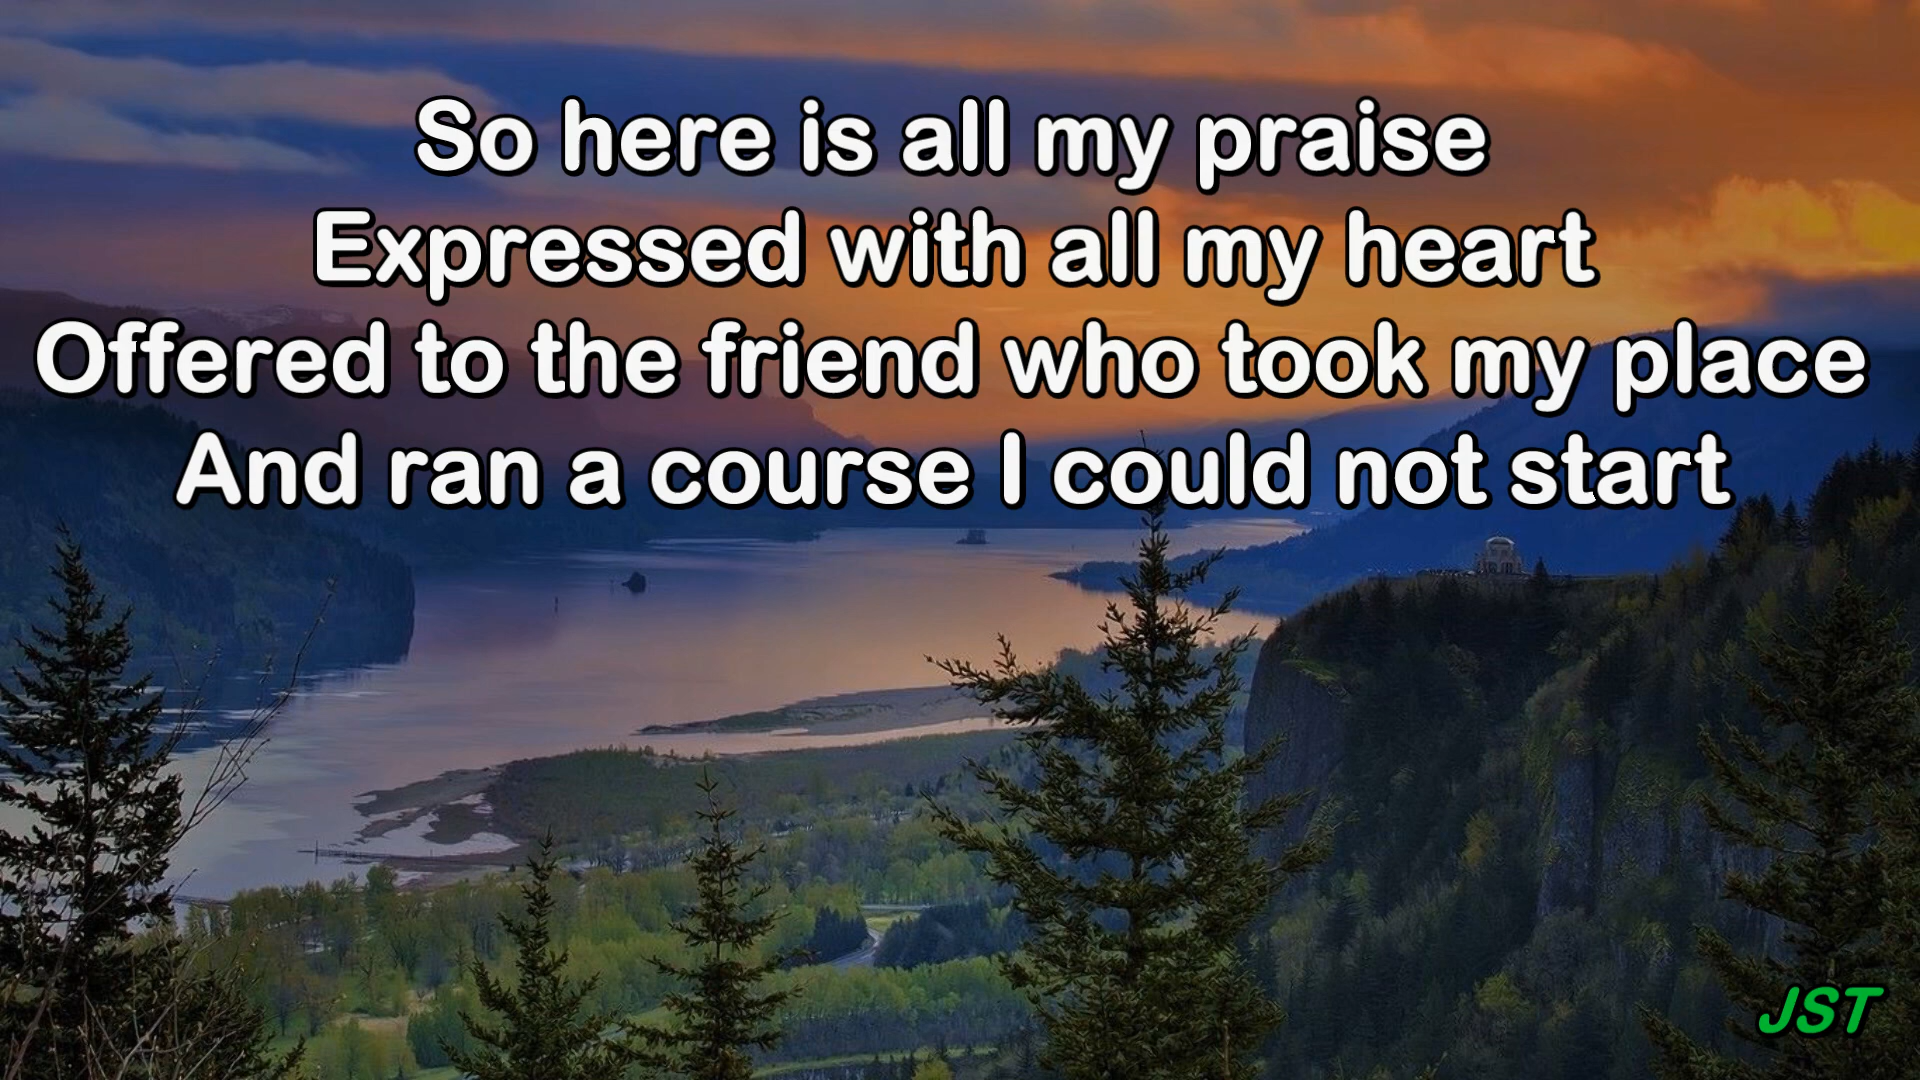 So here is all my praise
Expressed with all my heart
Offered to the friend who took my place
And ran a course I could not start
JST